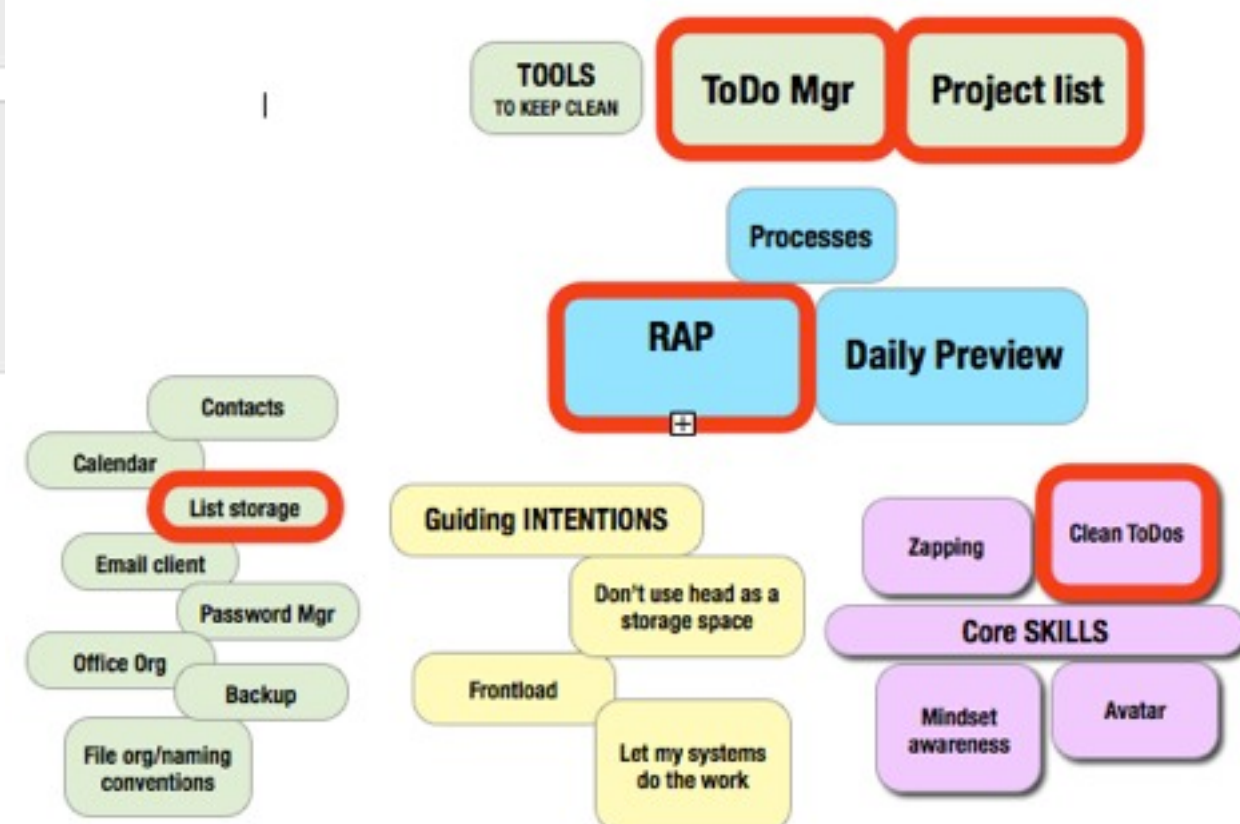 TOOLS
TO KEEP CLEAN
ToDo Mgr
Project list
Processes
RAP
Daily Preview
Contacts
Calendar
List storage
Email client
Password Mgr
Office Org
Backup
File org/naming
conventions
Guiding INTENTIONS
Don't use head as a
storage space
Frontload
Let my systems
do the work
Zapping
Clean ToDos
Core SKILLS
Mindset
awareness
Avatar